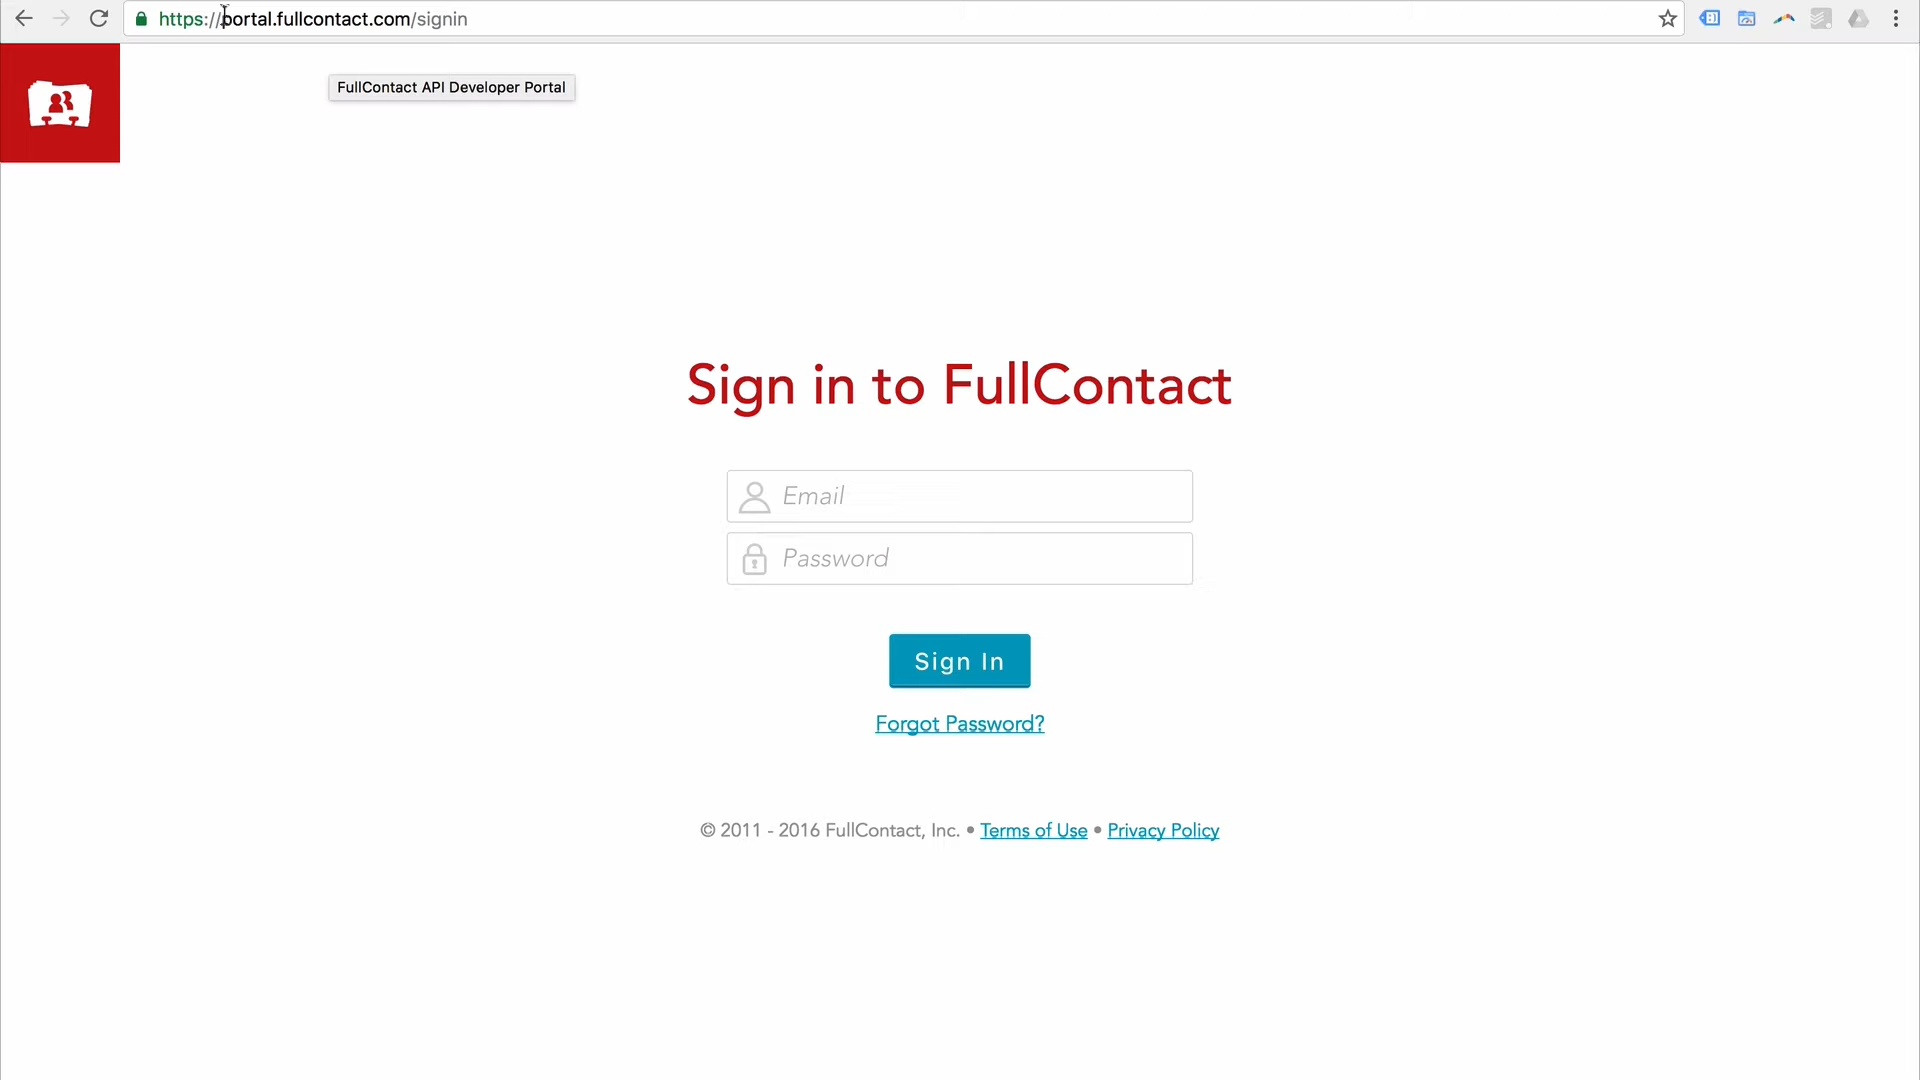 https://portal.fullcontact.com/signin
FullContact API Developer Portal
Sign in to FullContact
Email
Password
Sign In
Forgot Password?
© 2011 - 2016 FullContact, Inc. • Terms of Use • Privacy Policy